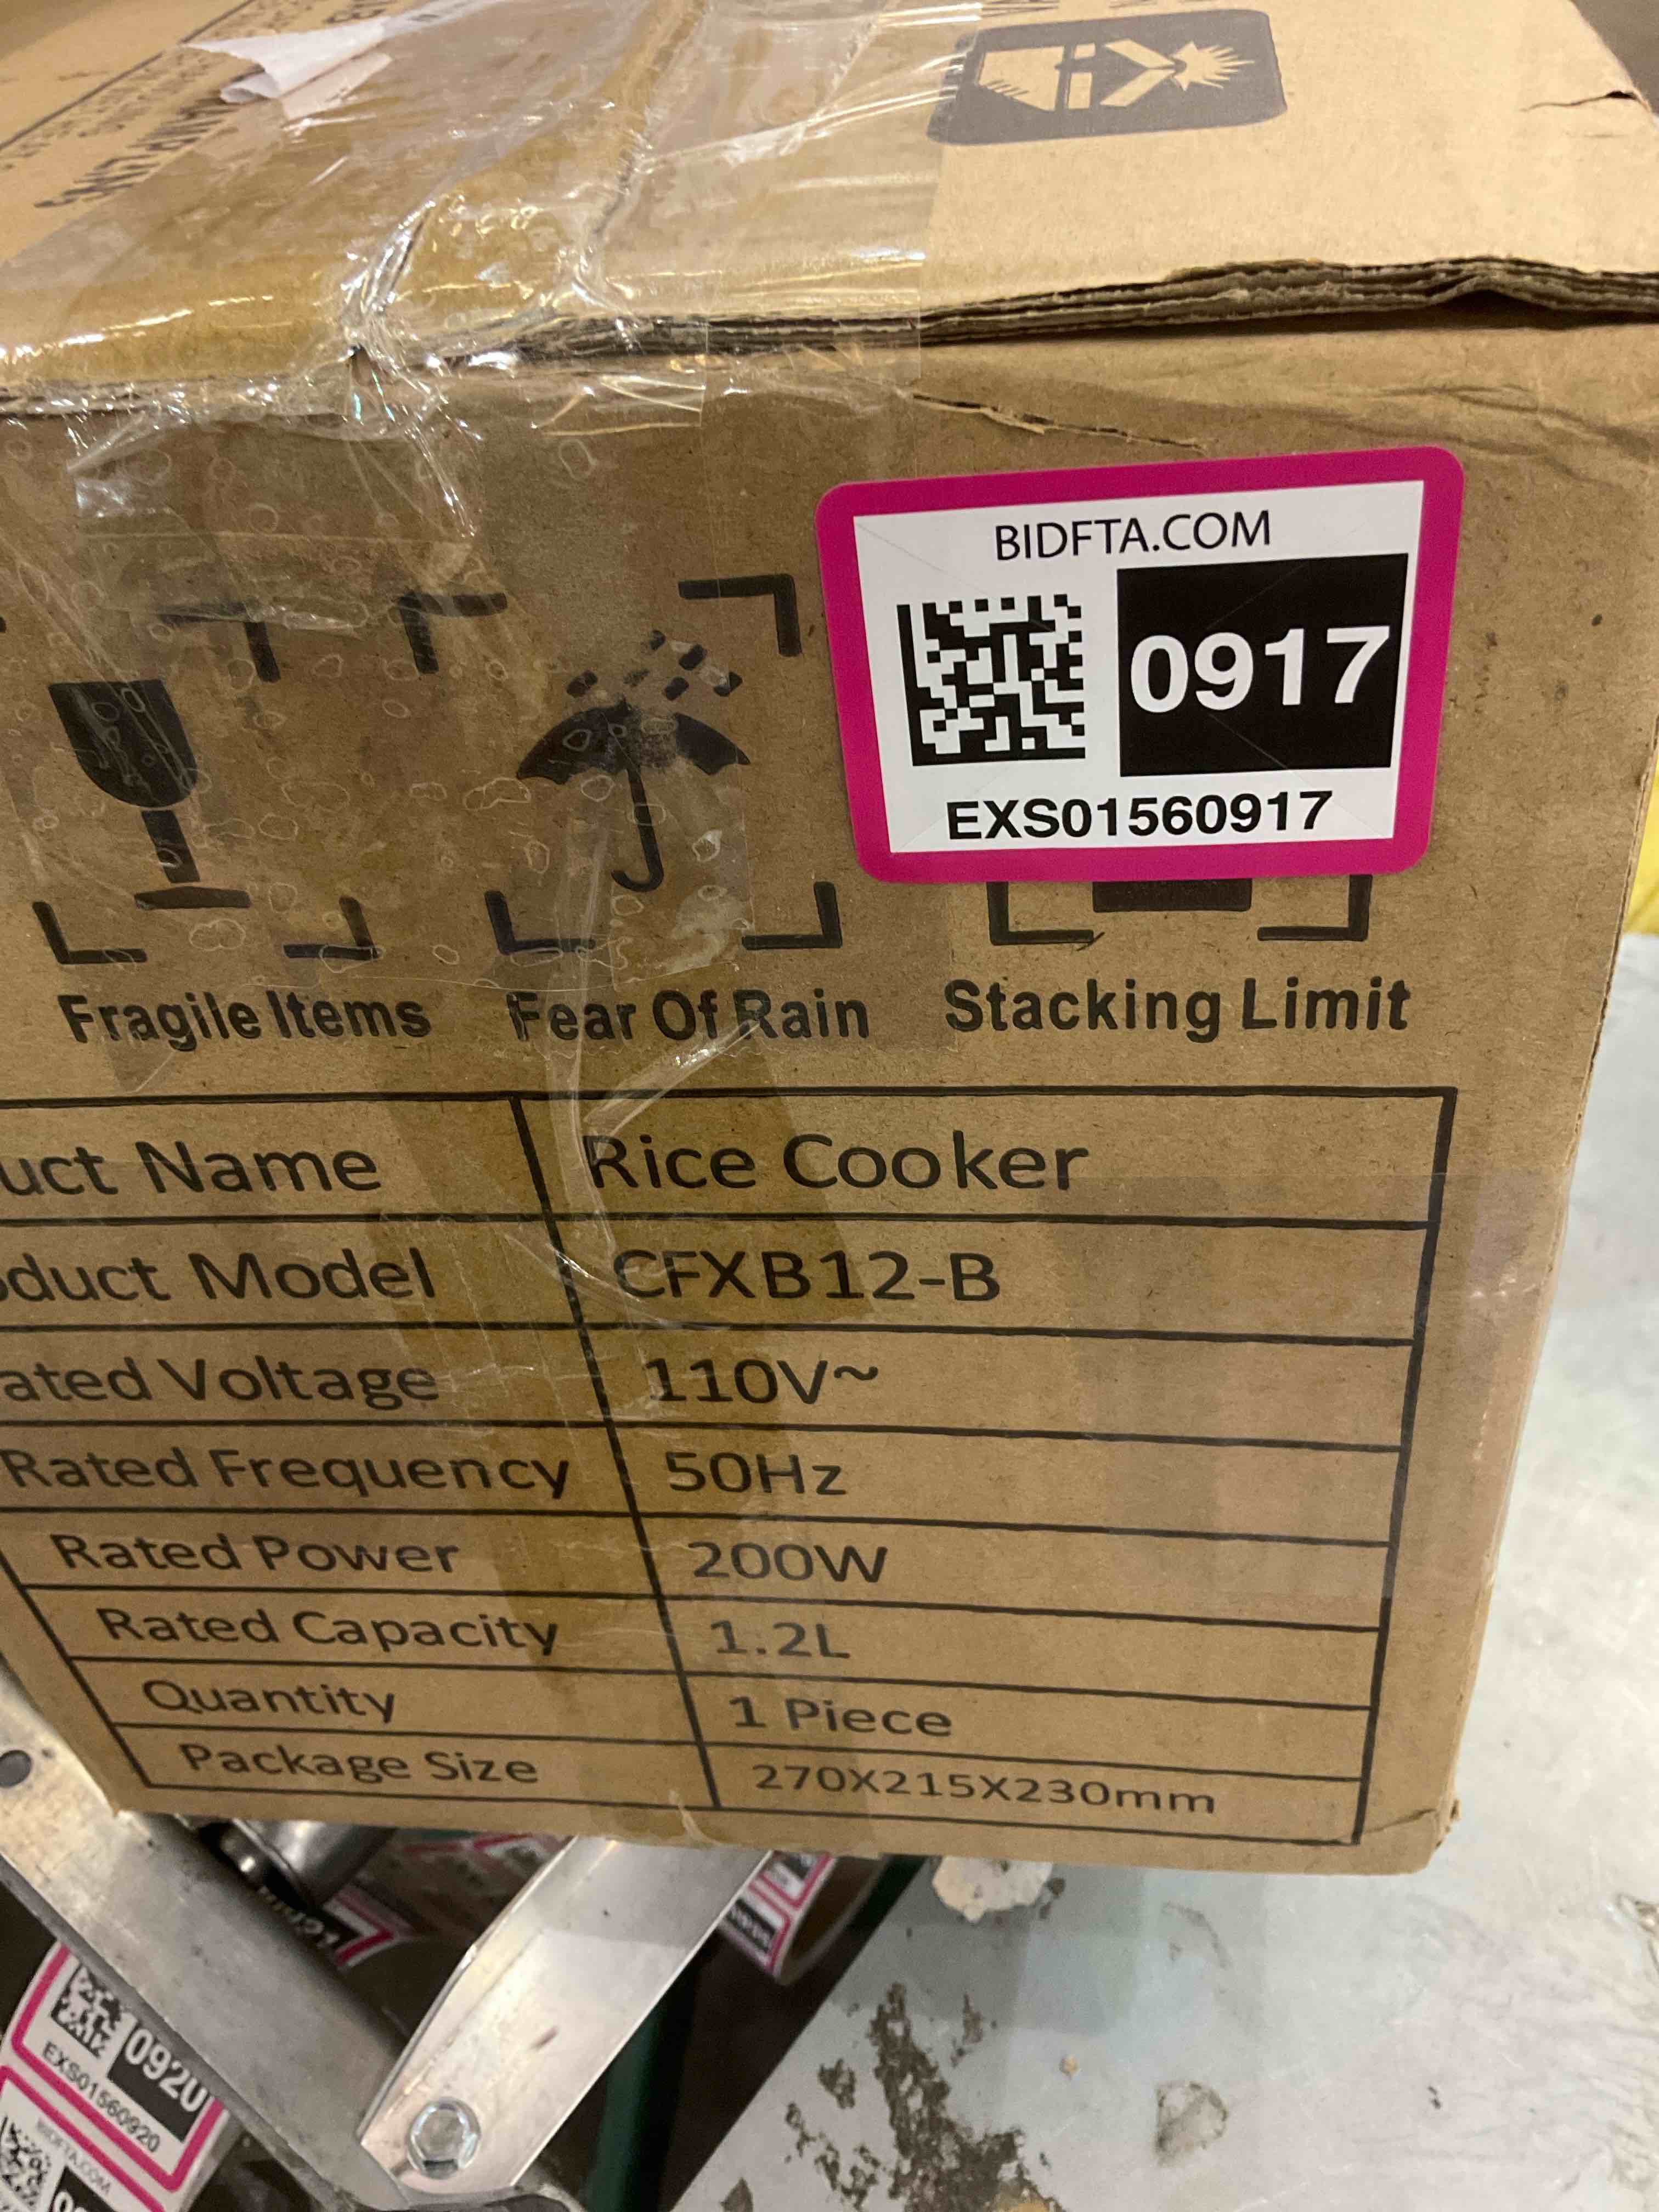 BIDFTA.COM
0917
EXS01560917
Fragile Items
Fear Of Rain
Stacking Limit
uct Name Rice Cooker
duct Model CFXB12-B
ated Voltage 110V~
Rated Frequency 50Hz
Rated Power 200W
Rated Capacity 1.2L
Quantity 1 Piece
Package Size 270X215X230mm
0920
EXS01560920
BIDFTA.COM